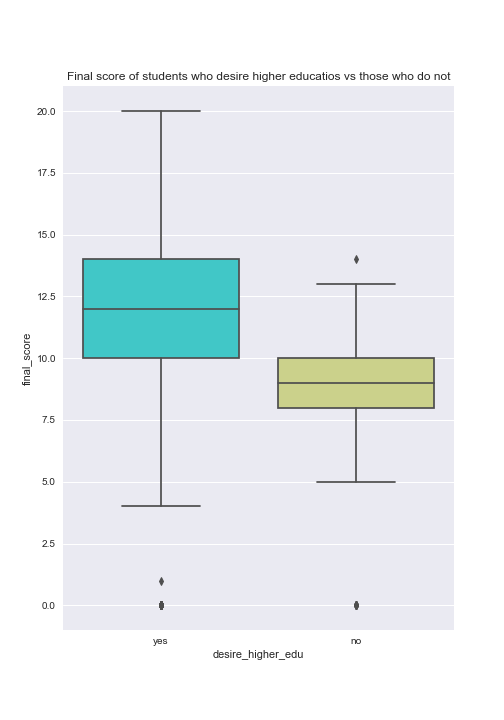 Final score of students who desire higher educatios vs those who do not
20.0
17.5
15.0
12.5
10.0
7.5
5.0
2.5
0.0
final_score
yes no
desire_higher_edu